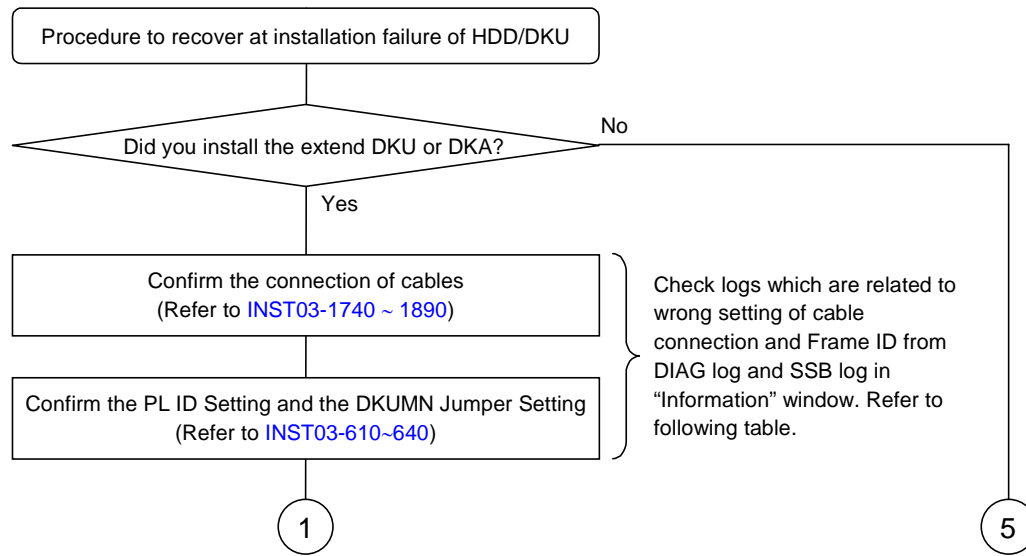 Procedure to recover at installation failure of HDD/DKU
Did you install the extend DKU or DKA?
No
Yes
Confirm the connection of cables
(Refer to INST03-1740 ~ 1890)
Confirm the PL ID Setting and the DKUMN Jumper Setting
(Refer to INST03-610~640)
Check logs which are related to
wrong setting of cable
connection and Frame ID from
DIAG log and SSB log in
“Information” window. Refer to
following table.
1
5